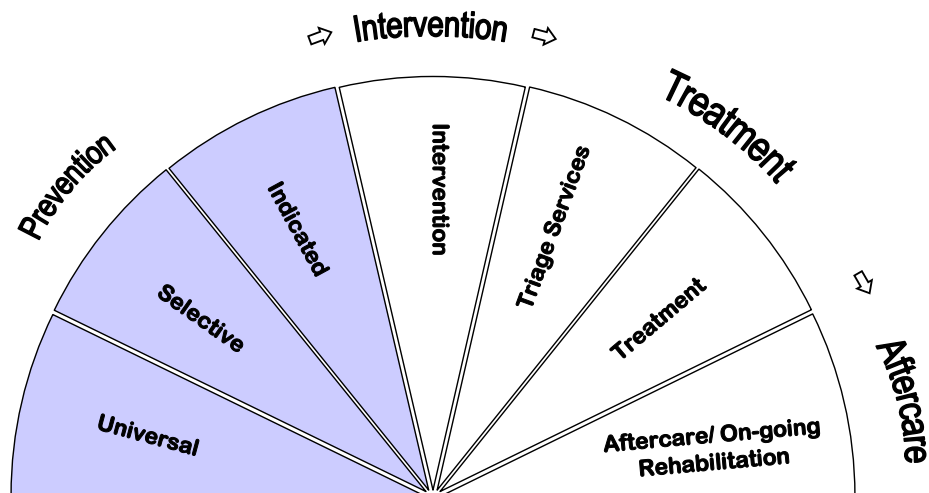 Prevention
Intervention
Treatment
Aftercare
Universal
Selective
Indicated
Intervention
Triage Services
Treatment
Aftercare/ On-going
Rehabilitation